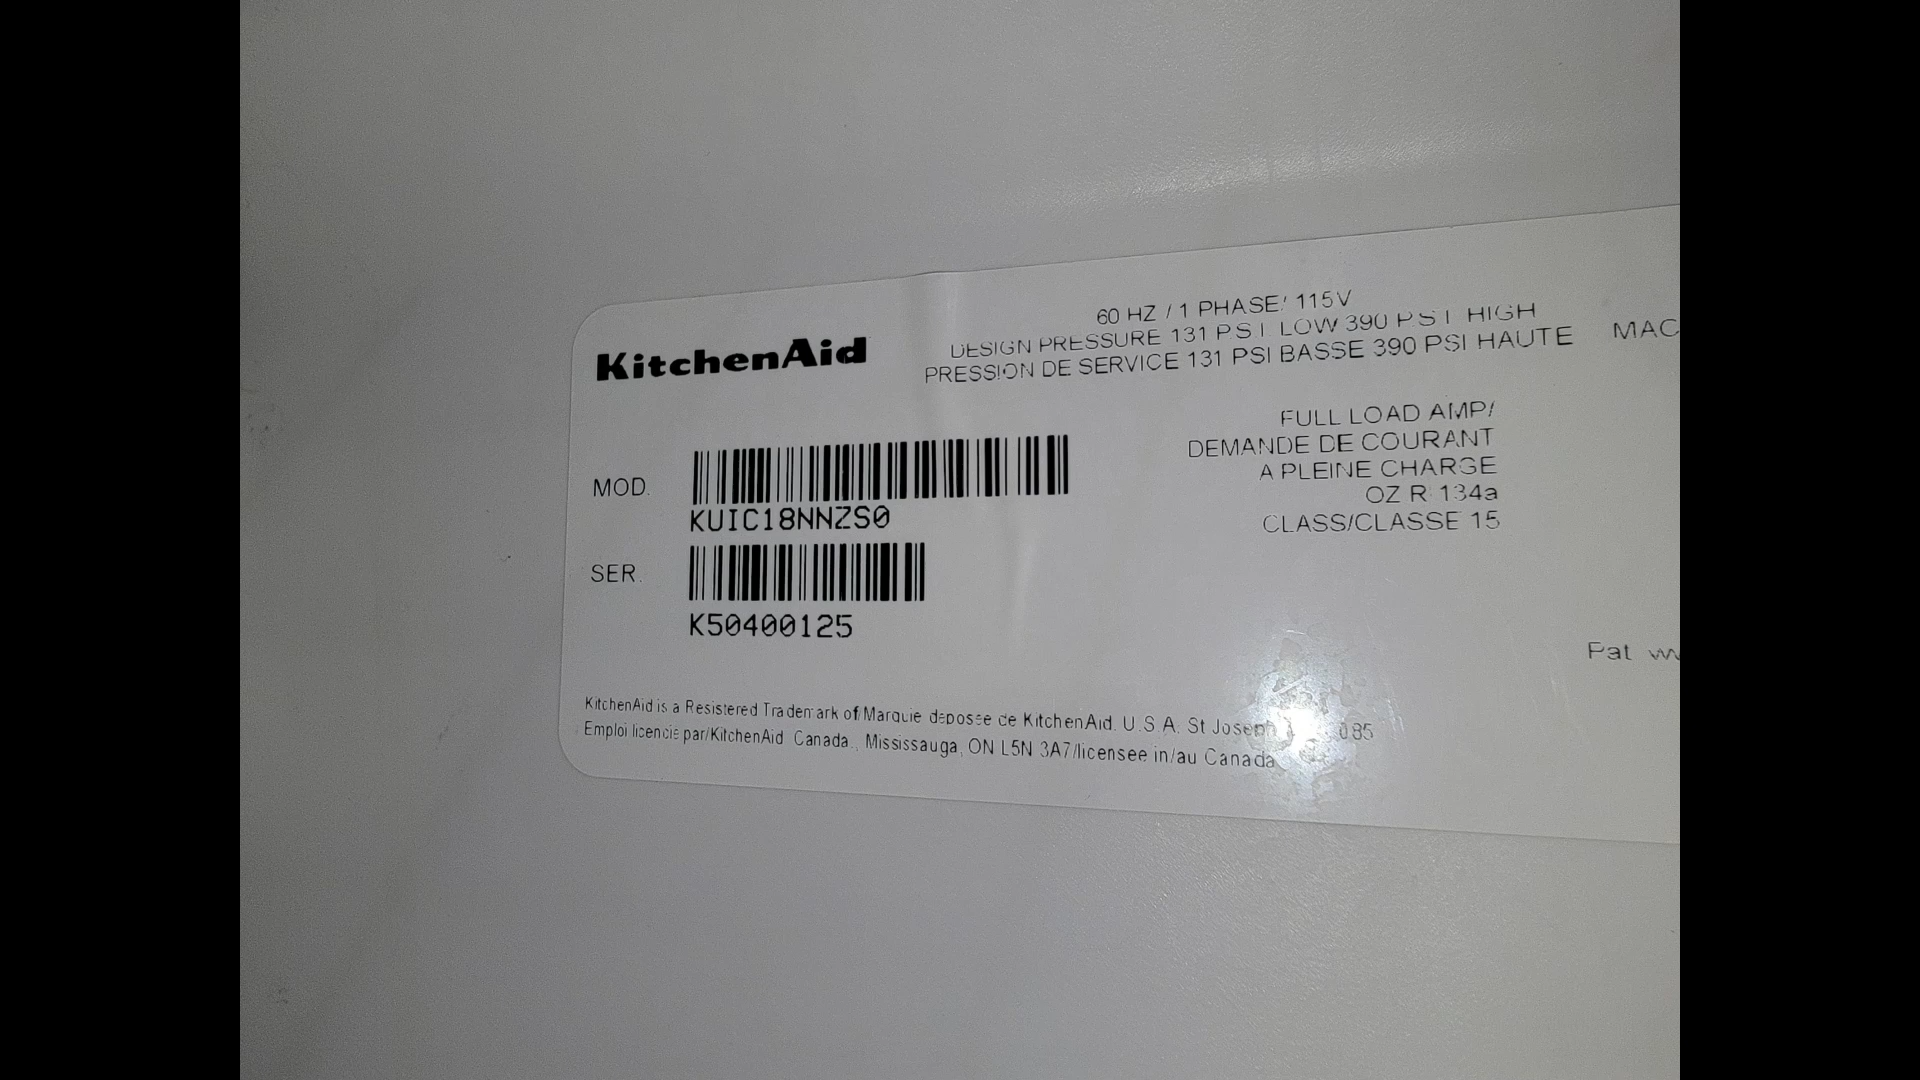 KitchenAid
60 HZ / 1 PHASE/ 115V
DESIGN PRESSURE 131 PSI LOW 390 PSI HIGH
PRESSION DE SERVICE 131 PSI BASSE 390 PSI HAUTE
MAC
FULL LOAD AMP/
DEMANDE DE COURANT
A PLEINE CHARGE
OZ R 134a
CLASS/CLASSE 15
MOD.
KUIC18NNZS0
SER.
K50400125
Pat
KitchenAid is a Resistered Trademark of/Marquie deposee de KitchenAid. U.S.A. St Joseph 085
Emploi licencie par/KitchenAid Canada., Mississauga, ON L5N 3A7/licensee in/au Canada